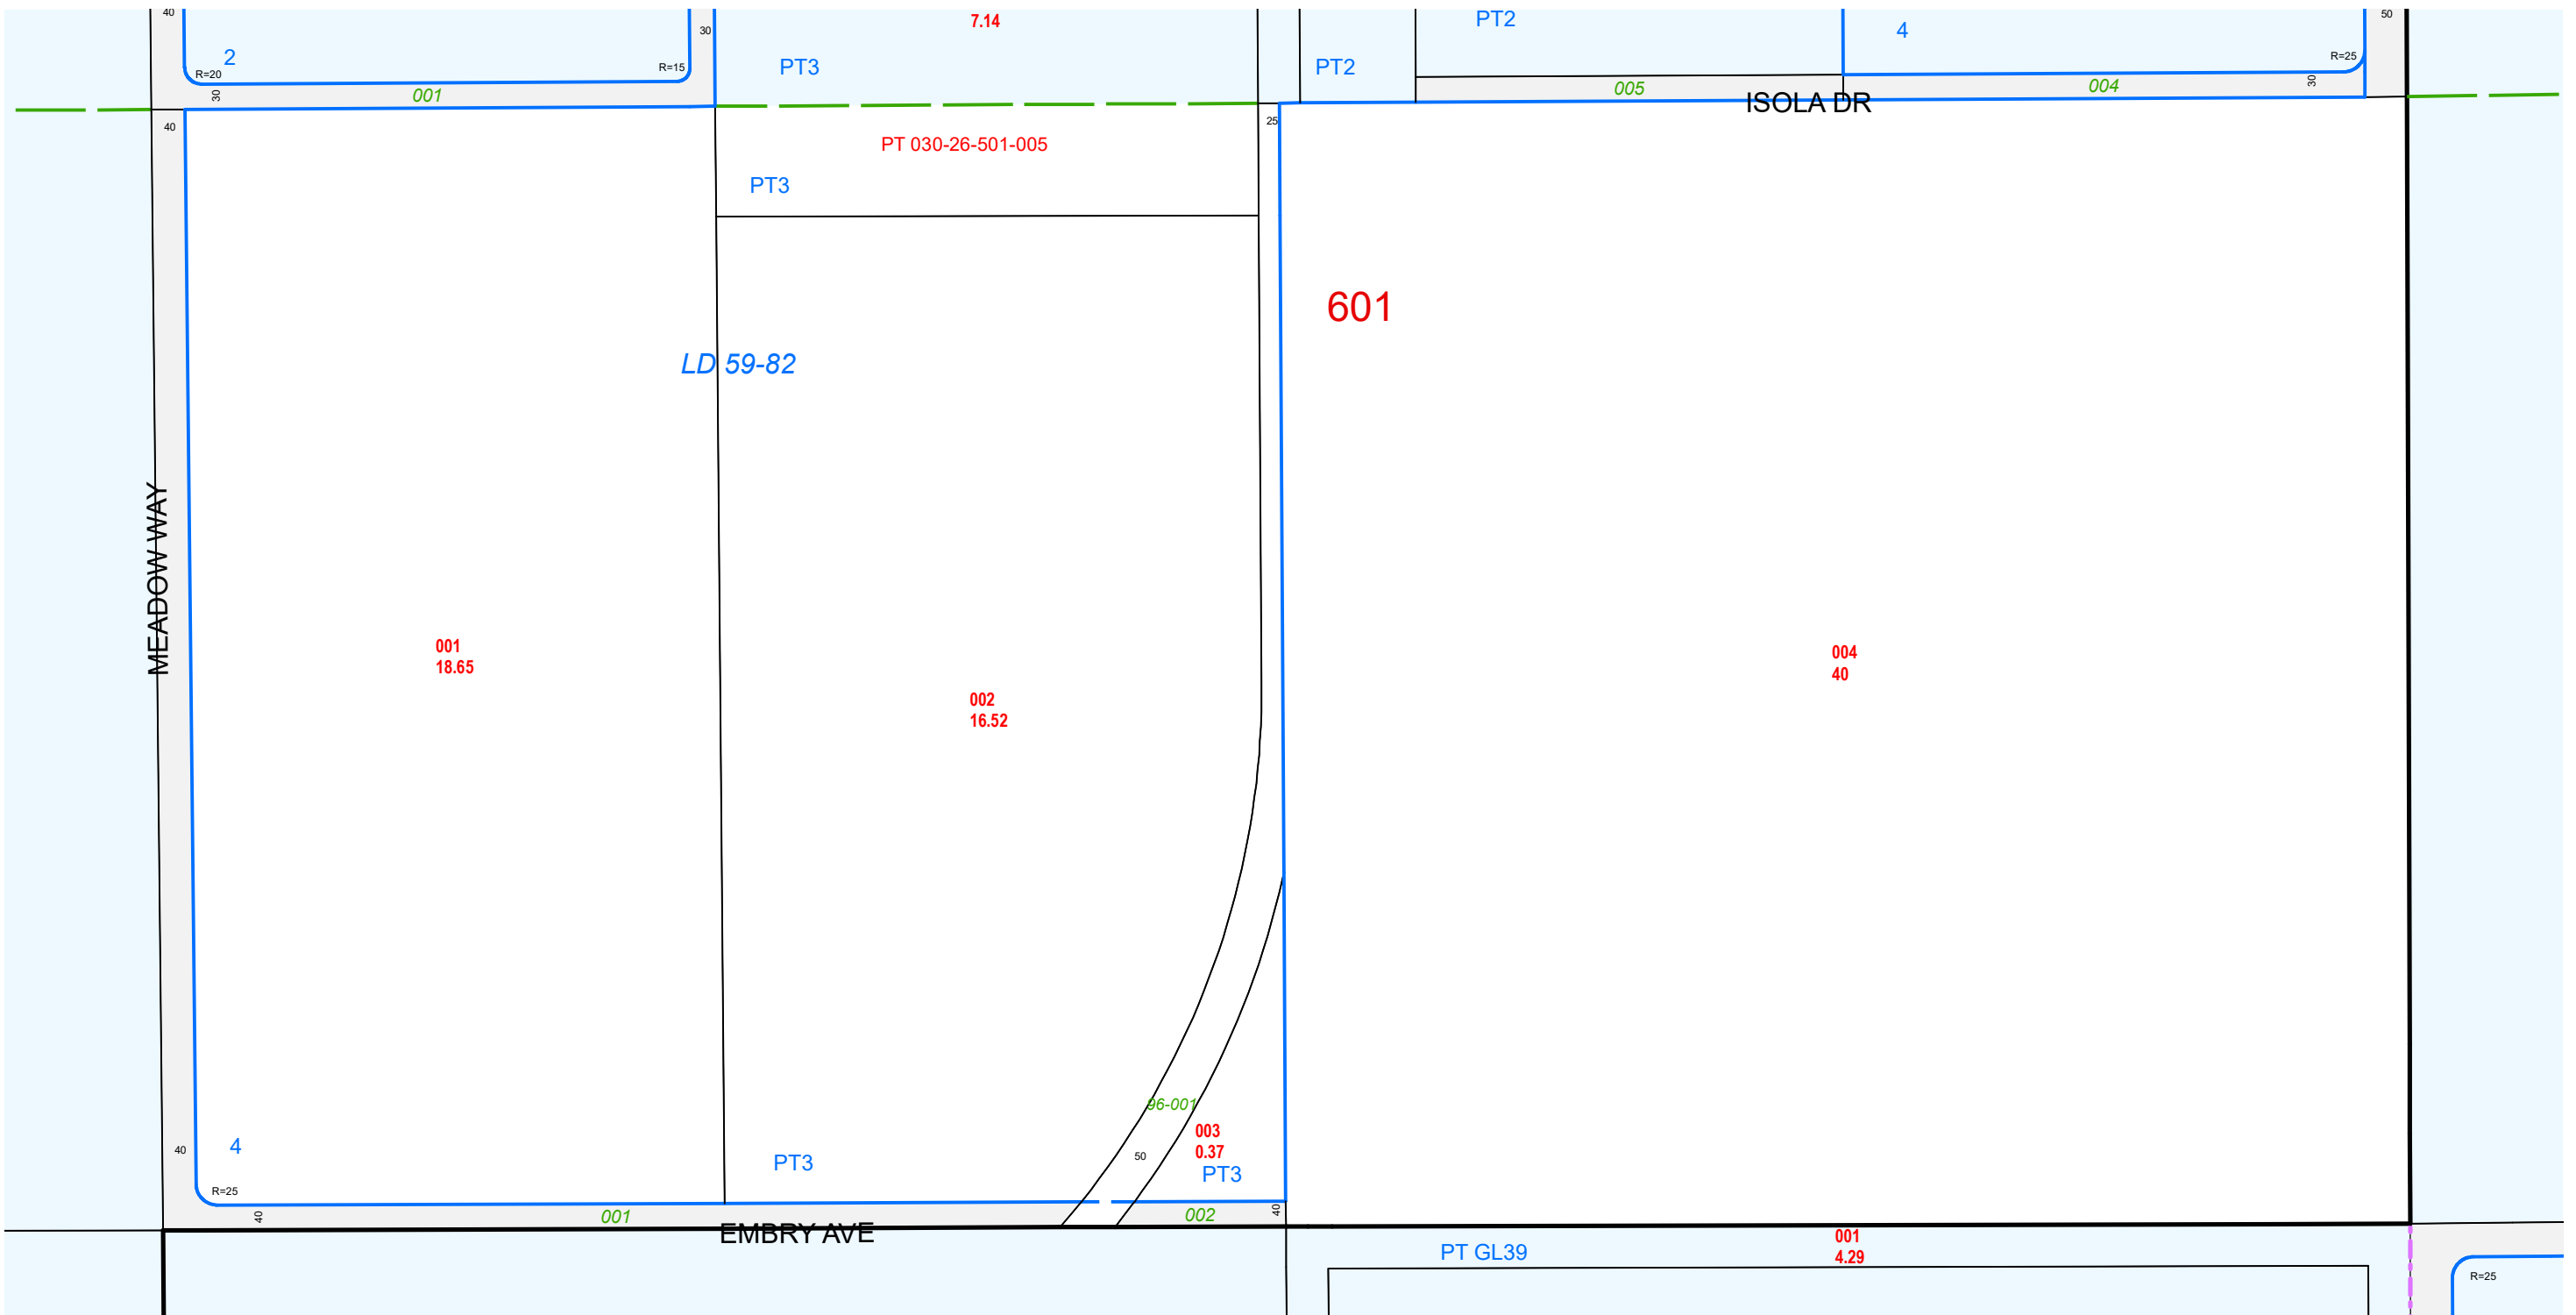 40
30
7.14
PT2
4
50
2
R=20
R=15
PT3
PT2
R=25
30
001
005
004
30
ISOLA DR
40
25
PT 030-26-501-005
PT3
601
LD 59-82
MEADOW WAY
001
18.65
002
16.52
004
40
96-001
003
0.37
50
PT3
40
4
PT3
R=25
40
001
002
40
EMBRY AVE
PT GL39
001
4.29
R=25